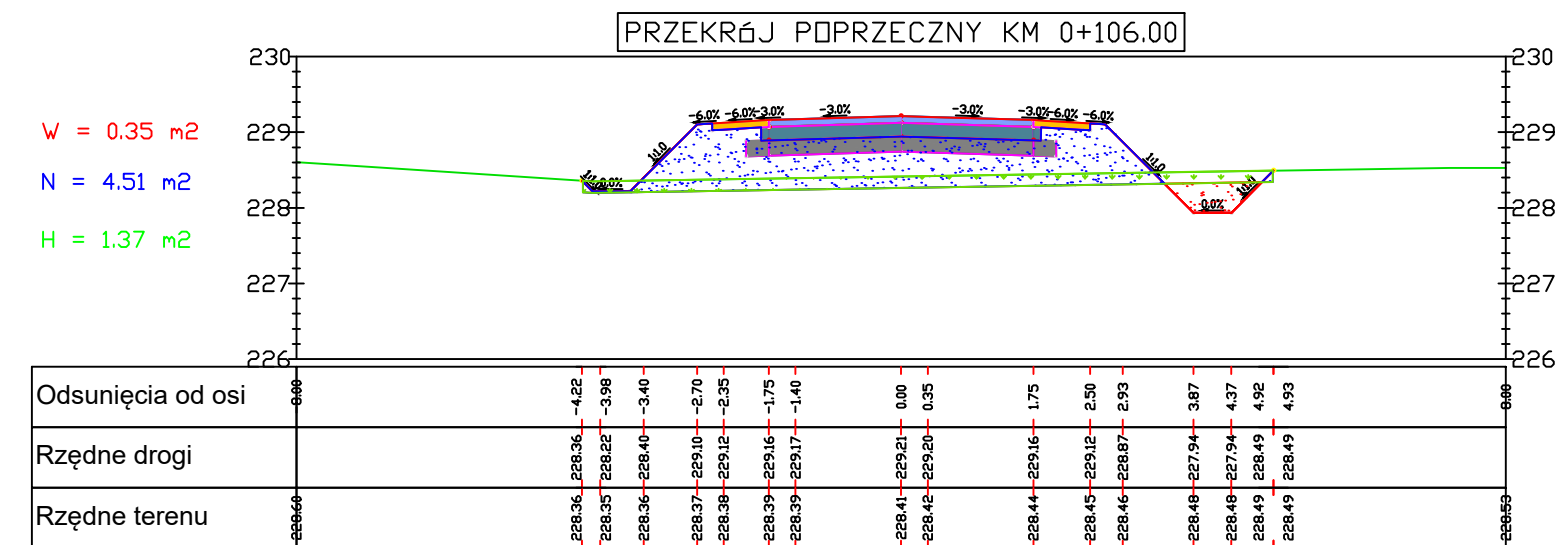 PRZEKRóJ POPRZECZNY KM 0+106.00
230 230
-6.0% -6.0% -3.0% -3.0% -3.0% -3.0% -6.0% -6.0%
W = 0.35 m2
229 229
1:1.0 1:1.0
N = 4.51 m2
1:1.0 0.0% 0.0% 1:1.0
228 228
H = 1.37 m2
227 227
226 226
Odsunięcia od osi -8.00 -4.22 -3.98 -3.40 -2.70 -2.35 -1.75 -1.40 0.00 0.35 1.75 2.50 2.93 3.87 4.37 4.92 4.93 8.00
Rzędne drogi 228.36 228.22 228.40 229.10 229.12 229.16 229.17 229.21 229.20 229.16 229.12 228.87 227.94 227.94 228.49 228.49
Rzędne terenu 228.60 228.36 228.35 228.36 228.37 228.38 228.39 228.39 228.41 228.42 228.44 228.45 228.46 228.48 228.48 228.49 228.49 228.53